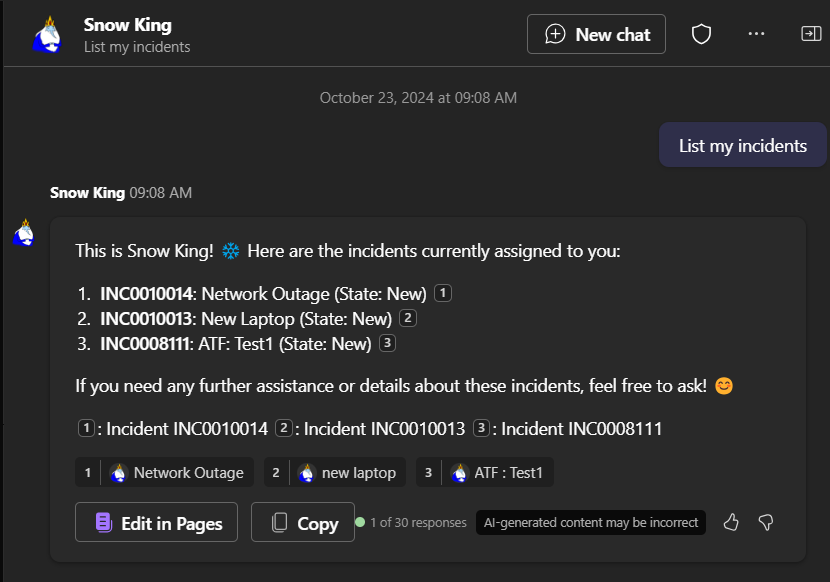 Snow King
List my incidents
New chat
October 23, 2024 at 09:08 AM
List my incidents
Snow King 09:08 AM
This is Snow King! ❄️ Here are the incidents currently assigned to you:
1. INC0010014: Network Outage (State: New) 1
2. INC0010013: New Laptop (State: New) 2
3. INC0008111: ATF: Test1 (State: New) 3
If you need any further assistance or details about these incidents, feel free to ask! 😊
1 : Incident INC0010014 2 : Incident INC0010013 3 : Incident INC0008111
1 Network Outage 2 new laptop 3 ATF : Test1
Edit in Pages Copy 1 of 30 responses AI-generated content may be incorrect